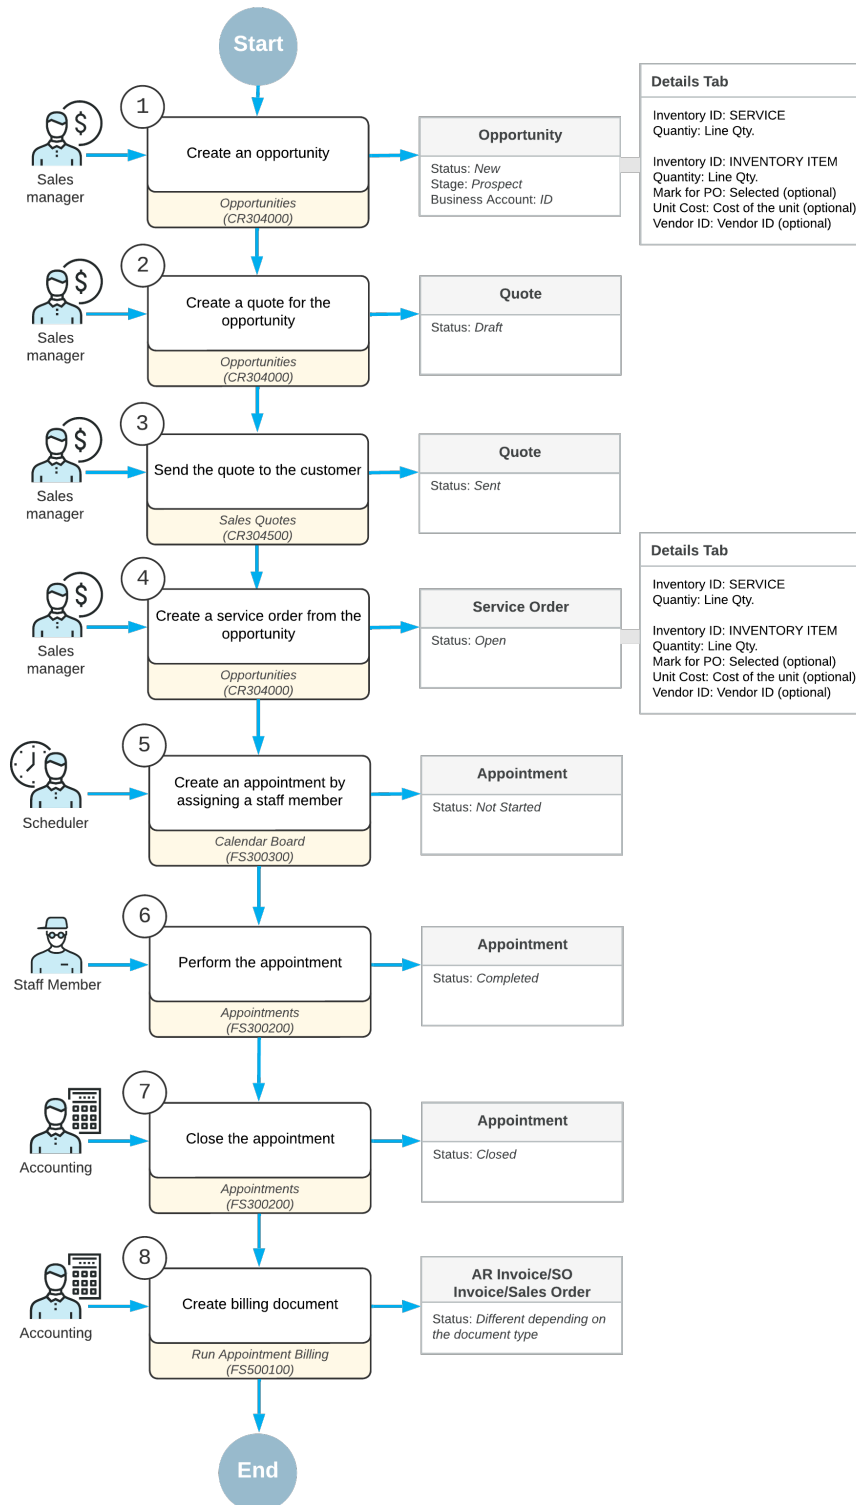 Start
1
Create an opportunity
Opportunities
(CR304000)
Sales
manager
Opportunity
Status: New
Stage: Prospect
Business Account: ID
Details Tab
Inventory ID: SERVICE
Quantiy: Line Qty.
Inventory ID: INVENTORY ITEM
Quantity: Line Qty.
Mark for PO: Selected (optional)
Unit Cost: Cost of the unit (optional)
Vendor ID: Vendor ID (optional)
2
Create a quote for the
opportunity
Opportunities
(CR304000)
Sales
manager
Quote
Status: Draft
3
Send the quote to the customer
Sales Quotes
(CR304500)
Sales
manager
Quote
Status: Sent
4
Create a service order from the
opportunity
Opportunities
(CR304000)
Sales
manager
Service Order
Status: Open
Details Tab
Inventory ID: SERVICE
Quantiy: Line Qty.
Inventory ID: INVENTORY ITEM
Quantity: Line Qty.
Mark for PO: Selected (optional)
Unit Cost: Cost of the unit (optional)
Vendor ID: Vendor ID (optional)
5
Create an appointment by
assigning a staff member
Calendar Board
(FS300300)
Scheduler
Appointment
Status: Not Started
6
Perform the appointment
Appointments
(FS300200)
Staff Member
Appointment
Status: Completed
7
Close the appointment
Appointments
(FS300200)
Accounting
Appointment
Status: Closed
8
Create billing document
Run Appointment Billing
(FS500100)
Accounting
AR Invoice/SO
Invoice/Sales Order
Status: Different depending on
the document type
End